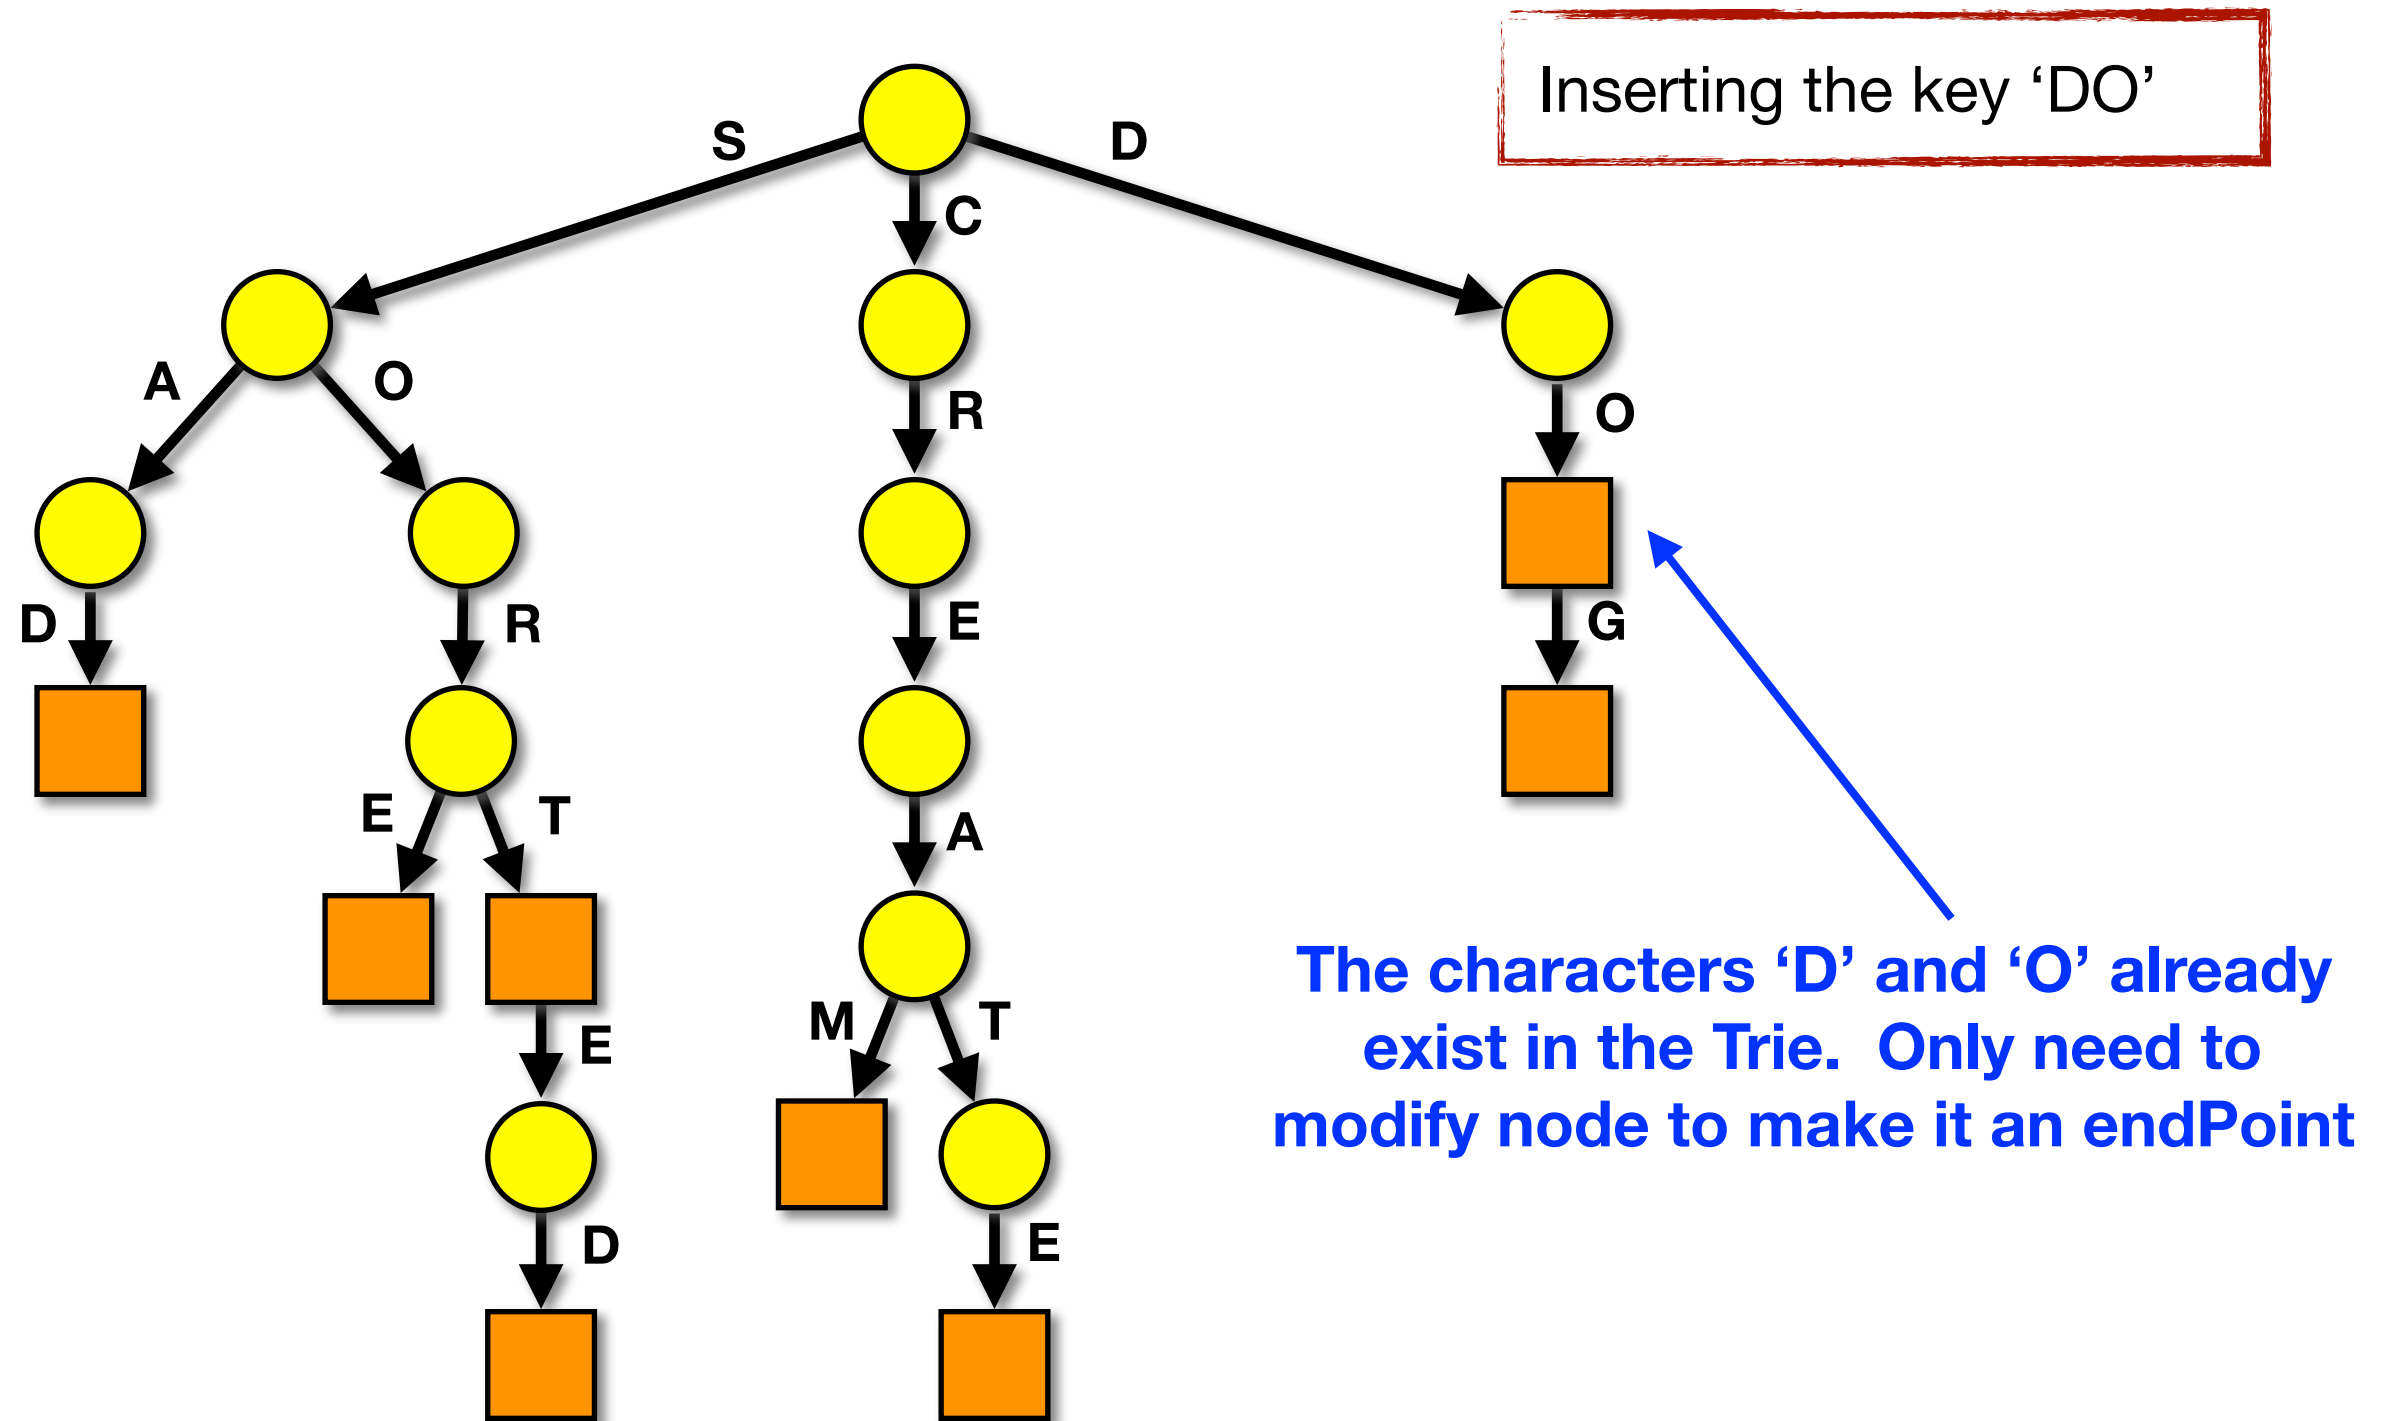 Inserting the key ‘DO’
S
D
C
A
O
R
O
D
R
E
G
E
T
A
M
T
E
D
E
The characters ‘D’ and ‘O’ already
exist in the Trie.  Only need to
modify node to make it an endPoint